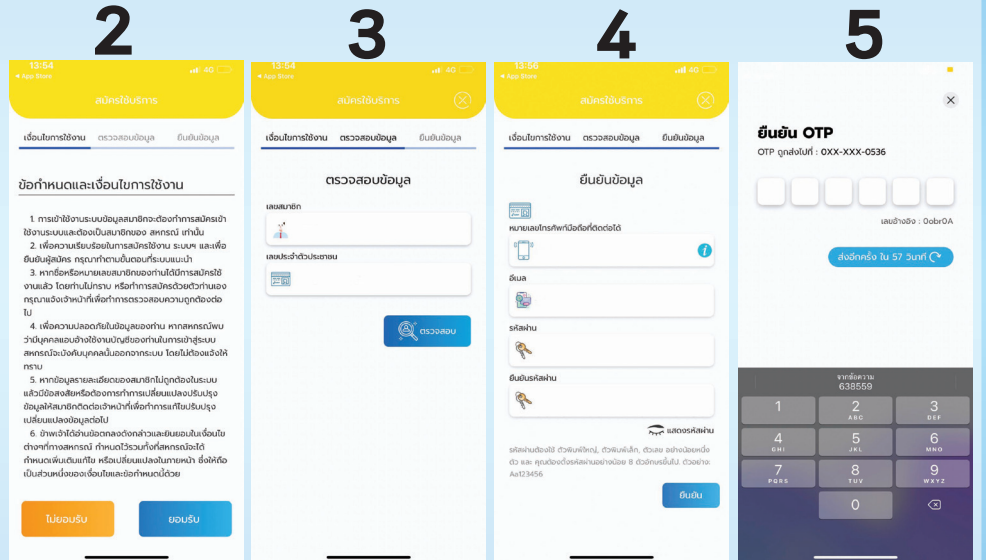 2
13:54
◂ App Store
4G
สมัครใช้บริการ
เงื่อนไขการใช้งาน ตรวจสอบข้อมูล ยืนยันข้อมูล
ข้อกำหนดและเงื่อนไขการใช้งาน
1. การเข้าใช้งานระบบข้อมูลสมาชิกจะต้องทำการสมัครเข้า
ใช้งานระบบและต้องเป็นสมาชิกของ สหกรณ์ เท่านั้น
2. เพื่อความเรียบร้อยในการสมัครใช้งาน ระบบฯ และเพื่อ
ยืนยันผู้สมัคร กรุณาทำตามขั้นตอนที่ระบบแนะนำ
3. หากชื่อหรือหมายเลขสมาชิกของท่านได้มีการสมัครใช้
งานแล้ว โดยท่านไม่ทราบ หรือทำการสมัครด้วยตัวท่านเอง
กรุณาแจ้งเจ้าหน้าที่เพื่อทำการตรวจสอบความถูกต้องต่อ
ไป
4. เพื่อความปลอดภัยในข้อมูลของท่าน หากสหกรณ์พบ
ว่ามีบุคคลแอบอ้างใช้งานบัญชีของท่านในการเข้าสู่ระบบ
สหกรณ์จะบังคับบุคคลนั้นออกจากระบบ โดยไม่ต้องแจ้งให้
ทราบ
5. หากข้อมูลรายละเอียดของสมาชิกไม่ถูกต้องในระบบ
แล้วมีข้อสงสัยหรือต้องการทำการเปลี่ยนแปลงปรับปรุง
ข้อมูลให้สมาชิกติดต่อเจ้าหน้าที่เพื่อทำการแก้ไขปรับปรุง
เปลี่ยนแปลงข้อมูลต่อไป
6. ข้าพเจ้าได้อ่านข้อตกลงดังกล่าวและยินยอมในเงื่อนไข
ต่างๆที่ทางสหกรณ์ กำหนดไว้รวมทั้งที่สหกรณ์จะได้
กำหนดเพิ่มเติมแก้ไข หรือเปลี่ยนแปลงในภายหน้า ซึ่งให้ถือ
เป็นส่วนหนึ่งของเงื่อนไขและข้อกำหนดนี้ด้วย
ไม่ยอมรับ ยอมรับ
3
13:54
◂ App Store
4G
สมัครใช้บริการ
เงื่อนไขการใช้งาน ตรวจสอบข้อมูล ยืนยันข้อมูล
ตรวจสอบข้อมูล
เลขสมาชิก
เลขประจำตัวประชาชน
ตรวจสอบ
4
13:56
◂ App Store
4G
สมัครใช้บริการ
เงื่อนไขการใช้งาน ตรวจสอบข้อมูล ยืนยันข้อมูล
ยืนยันข้อมูล
หมายเลขโทรศัพท์มือถือที่ติดต่อได้
อีเมล
รหัสผ่าน
ยืนยันรหัสผ่าน
แสดงรหัสผ่าน
รหัสผ่านต้องใช้ ตัวพิมพ์ใหญ่, ตัวพิมพ์เล็ก, ตัวเลข อย่างน้อยหนึ่ง
ตัว และ คุณต้องตั้งรหัสผ่านอย่างน้อย 8 ตัวอักษรขึ้นไป. ตัวอย่าง:
Aa123456
ยืนยัน
5
ยืนยัน OTP
OTP ถูกส่งไปที่ : 0XX-XXX-0536
เลขอ้างอิง : 0obr0A
ส่งอีกครั้ง ใน 57 วินาที
จากข้อความ
638559
1 2 3
ABC DEF
4 5 6
GHI JKL MNO
7 8 9
PQRS TUV WXYZ
0